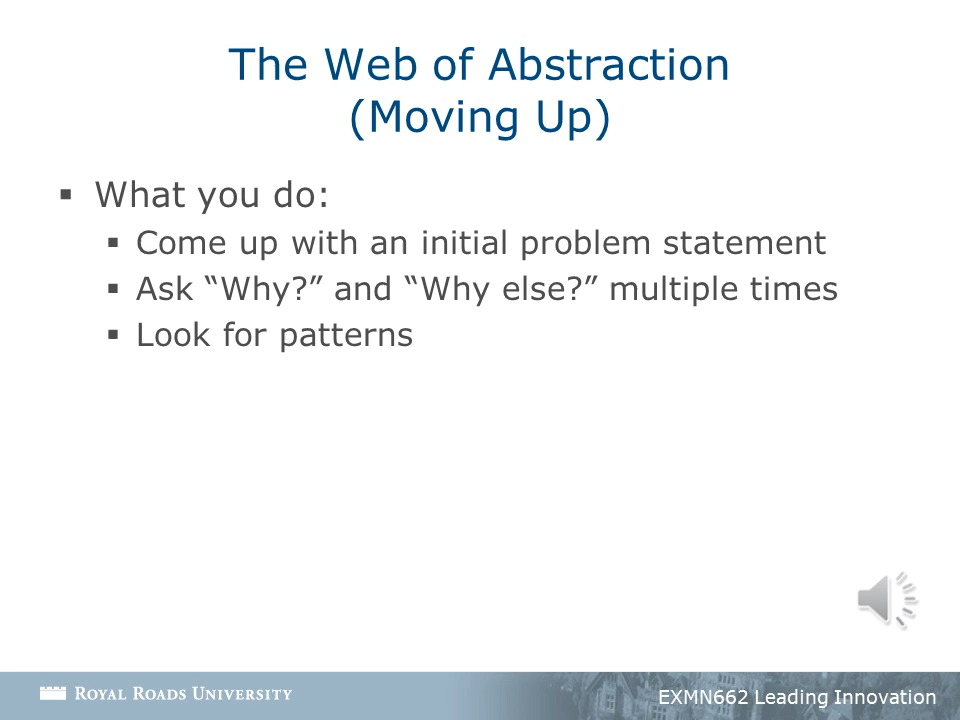 The Web of Abstraction
(Moving Up)
▪ What you do:
▪ Come up with an initial problem statement
▪ Ask “Why?” and “Why else?” multiple times
▪ Look for patterns
ROYAL ROADS UNIVERSITY
EXMN662 Leading Innovation